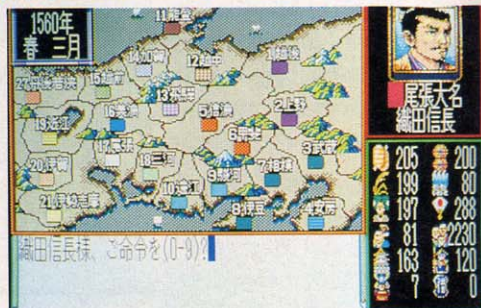 1560年
春 三月
11能登
14加賀
12越中
1越後
15越前
13飛騨
5信濃
2上野
16美濃
19近江
6甲斐
3武蔵
17尾張
18三河
20伊賀
9駿河
7相模
10遠江
21伊勢志摩
8伊豆
4安房
尾張大名
織田信長
205 200
199 80
197 288
81 2230
163 120
7 0
織田信長様、ご命令を(0-9)?